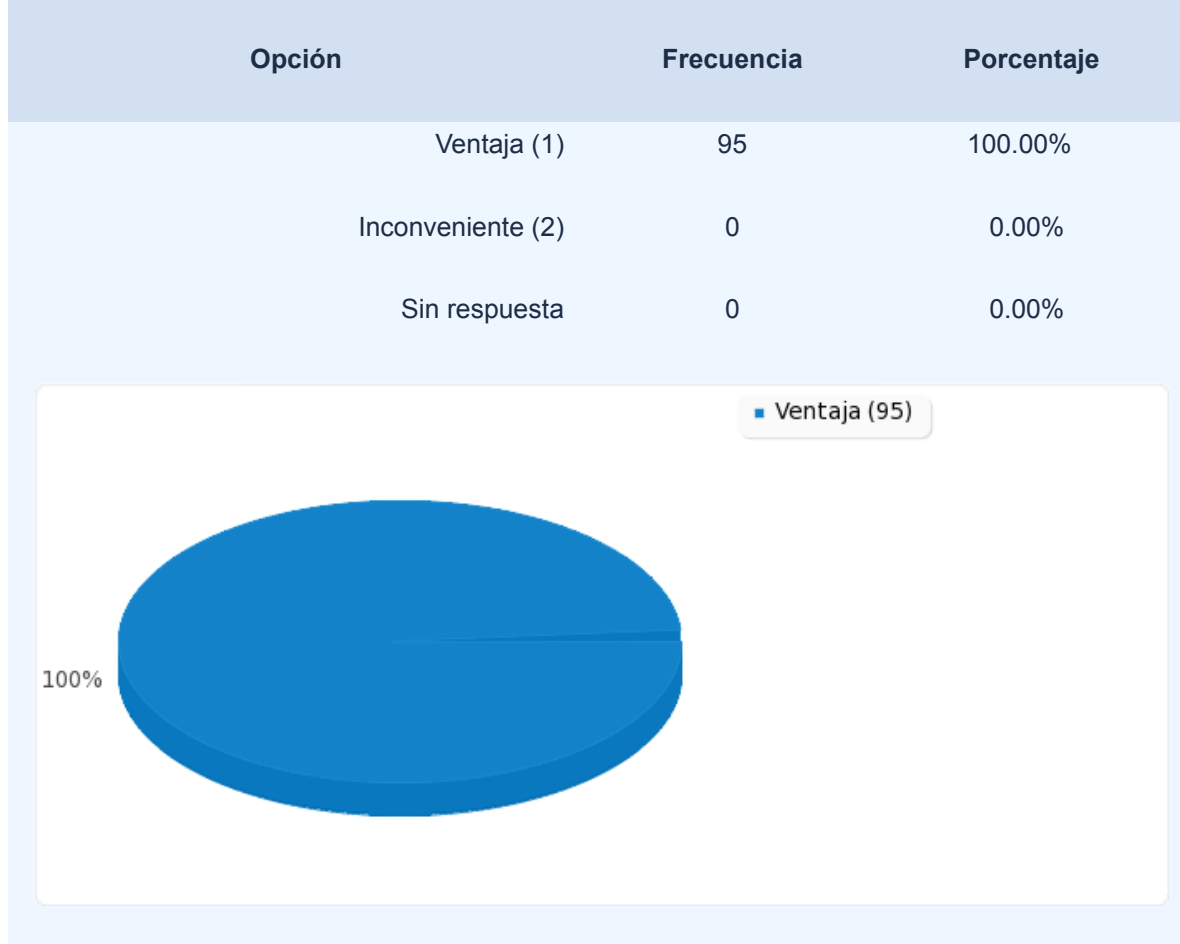 Opción Frecuencia Porcentaje
Ventaja (1) 95 100.00%
Inconveniente (2) 0 0.00%
Sin respuesta 0 0.00%
Ventaja (95)
100%